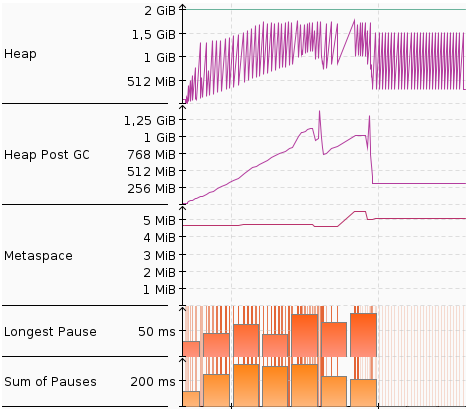 2 GiB
1,5 GiB
Heap
1 GiB
512 MiB
1,25 GiB
1 GiB
Heap Post GC
768 MiB
512 MiB
256 MiB
5 MiB
4 MiB
Metaspace
3 MiB
2 MiB
1 MiB
Longest Pause 50 ms
Sum of Pauses 200 ms